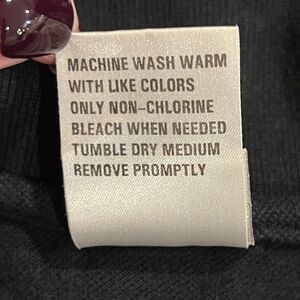 MACHINE WASH WARM
WITH LIKE COLORS
ONLY NON-CHLORINE
BLEACH WHEN NEEDED
TUMBLE DRY MEDIUM
REMOVE PROMPTLY